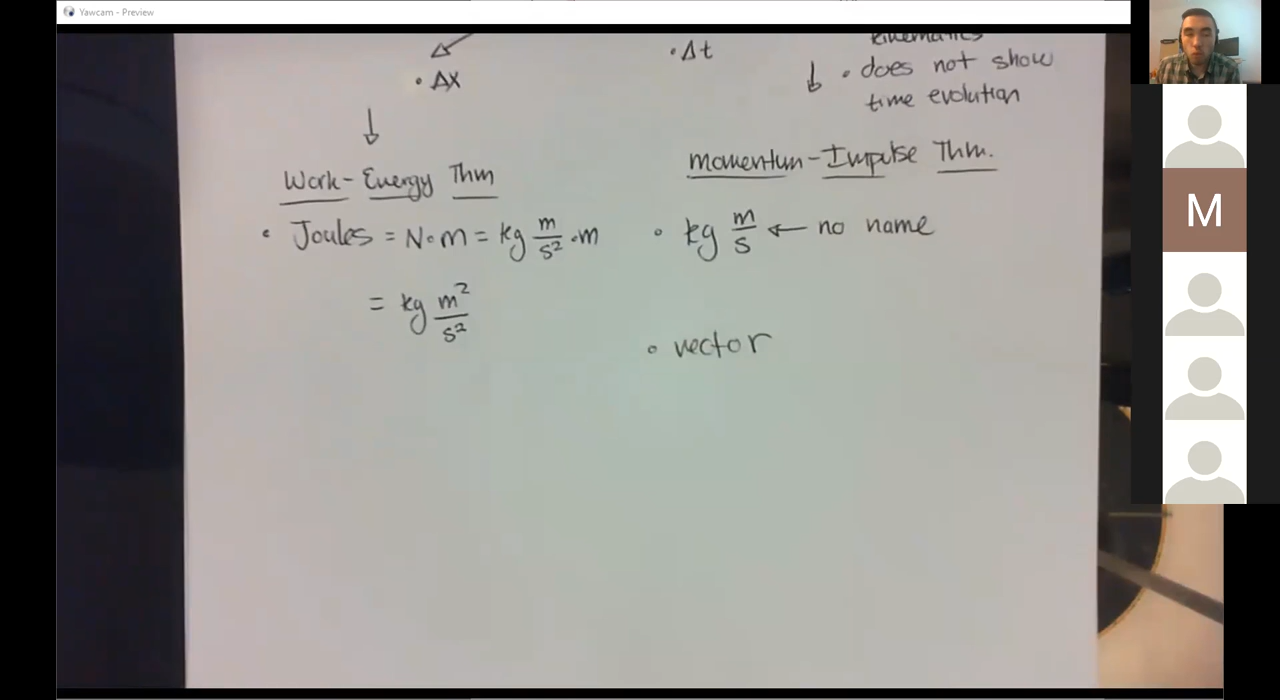 Yawcam - Preview
• Δx
• Δt
kinematics
↓ • does not show
time evolution
↓
Work-Energy Thm
• Joules = N·m = kg m/s² · m
= kg m²/s²
Momentum-Impulse Thm.
• kg m/s ← no name
• vector
M